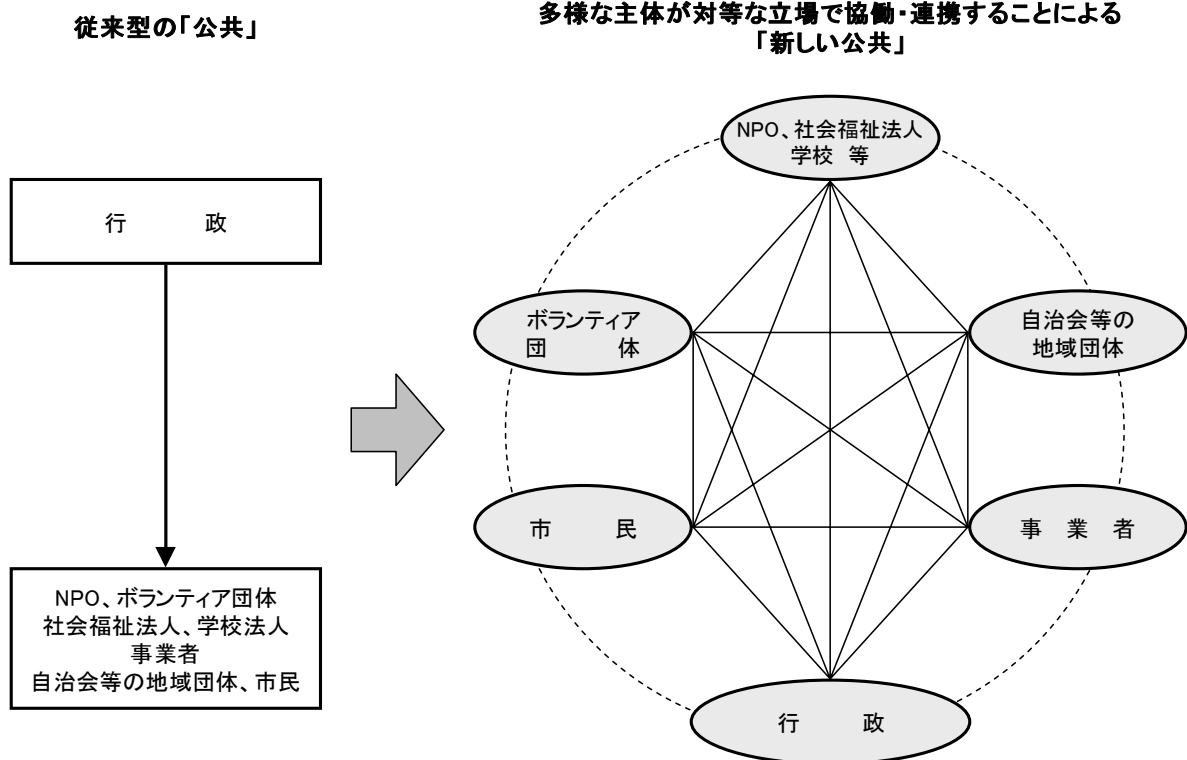 従来型の「公共」
行　　　政
NPO、ボランティア団体
社会福祉法人、学校法人
事業者
自治会等の地域団体、市民
多様な主体が対等な立場で協働・連携することによる
「新しい公共」
NPO、社会福祉法人
学校　等
ボランティア
団　　　体
自治会等の
地域団体
市　　　民
事　業　者
行　　　政